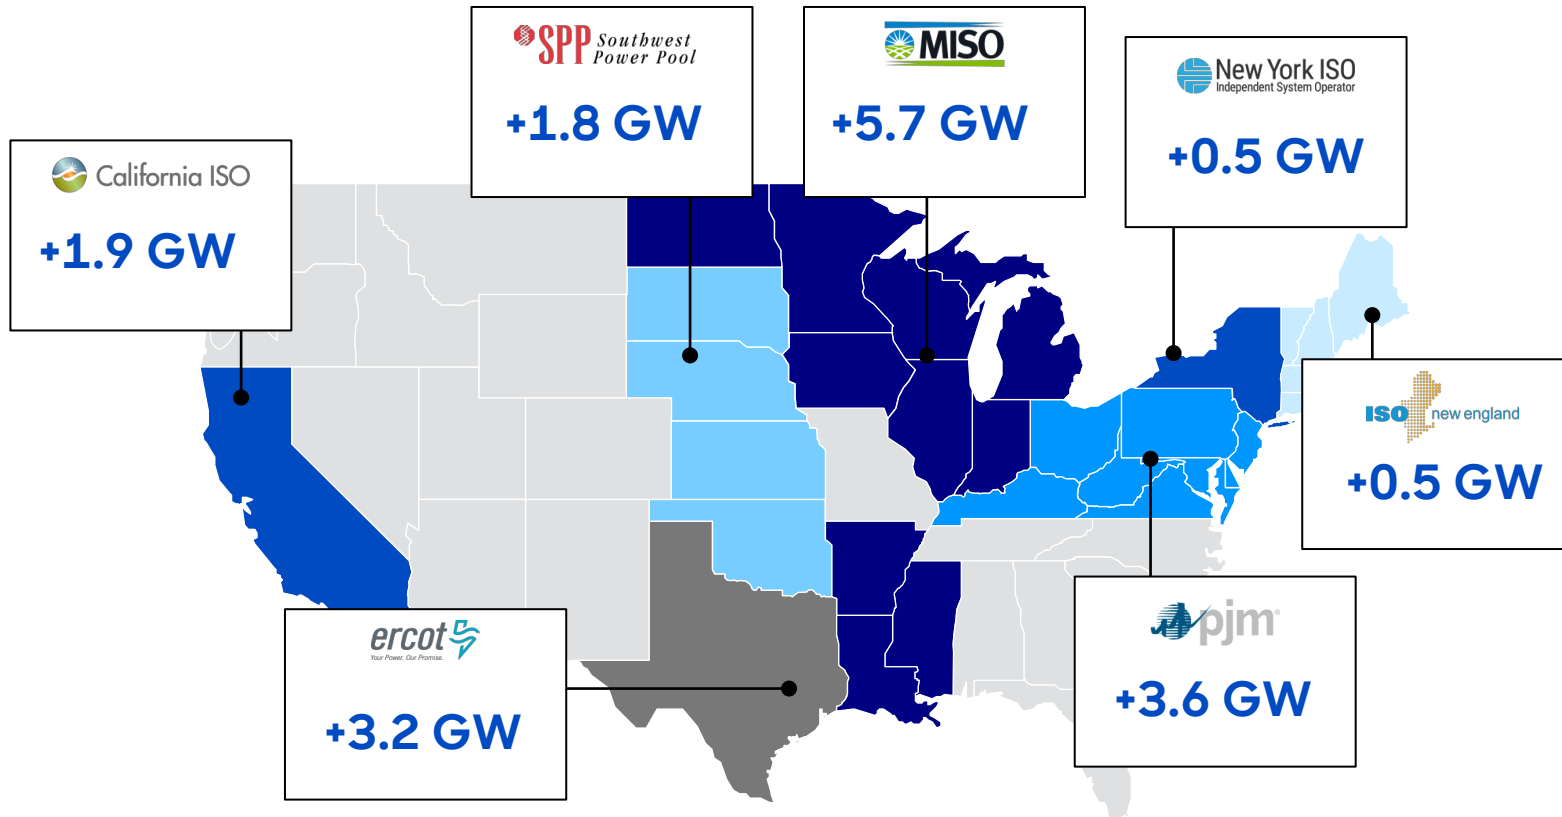 SPP Southwest
Power Pool
+1.8 GW
MISO
+5.7 GW
New York ISO
Independent System Operator
+0.5 GW
California ISO
+1.9 GW
ISO new england
+0.5 GW
ercot
Your Power. Our Promise.
+3.2 GW
pjm®
+3.6 GW